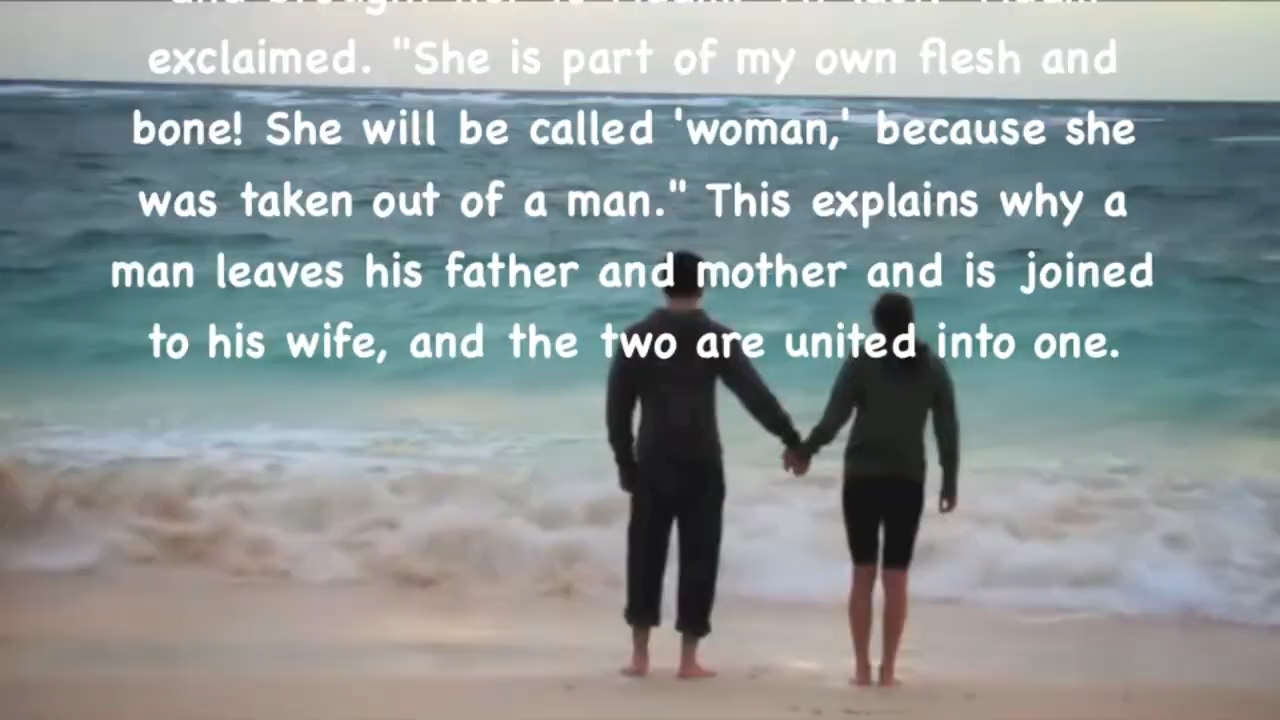 exclaimed. "She is part of my own flesh and
bone! She will be called 'woman,' because she
was taken out of a man." This explains why a
man leaves his father and mother and is joined
to his wife, and the two are united into one.